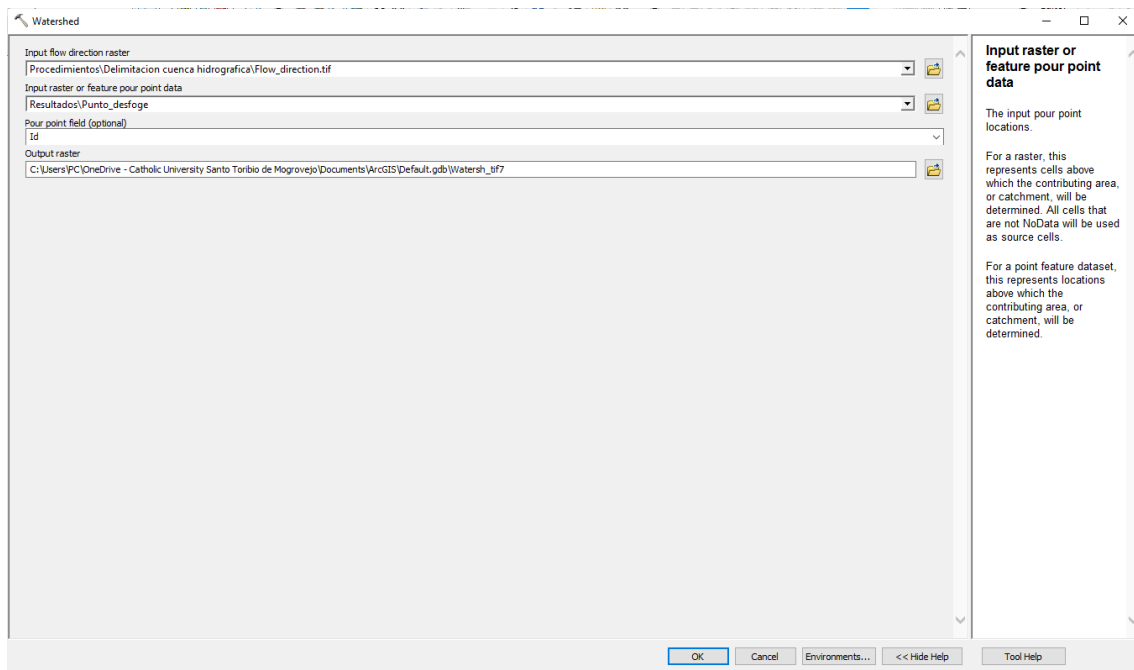 Watershed
Input flow direction raster
Procedimientos\Delimitacion cuenca hidrografica\Flow_direction.tif
Input raster or feature pour point data
Resultados\Punto_desfoge
Pour point field (optional)
Id
Output raster
C:\Users\PC\OneDrive - Catholic University Santo Toribio de Mogrovejo\Documents\ArcGIS\Default.gdb\Watersh_tif7
Input raster or
feature pour point
data
The input pour point
locations.
For a raster, this
represents cells above
which the contributing area,
or catchment, will be
determined. All cells that
are not NoData will be used
as source cells.
For a point feature dataset,
this represents locations
above which the
contributing area, or
catchment, will be
determined.
OK
Cancel
Environments...
<< Hide Help
Tool Help